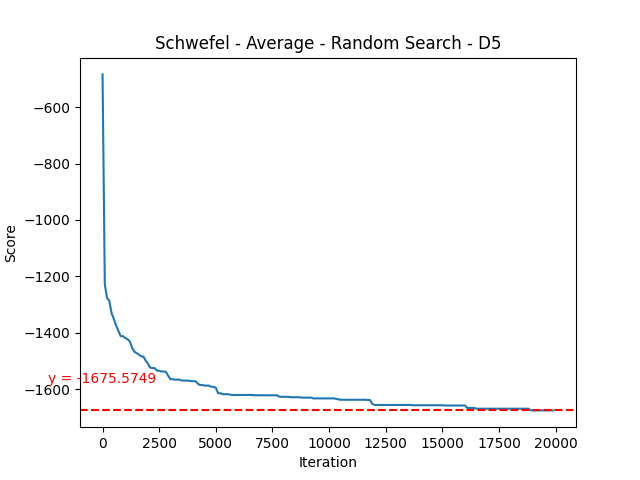 Schwefel - Average - Random Search - D5
Score
−600
−800
−1000
−1200
−1400
−1600
y = -1675.5749
0 2500 5000 7500 10000 12500 15000 17500 20000
Iteration